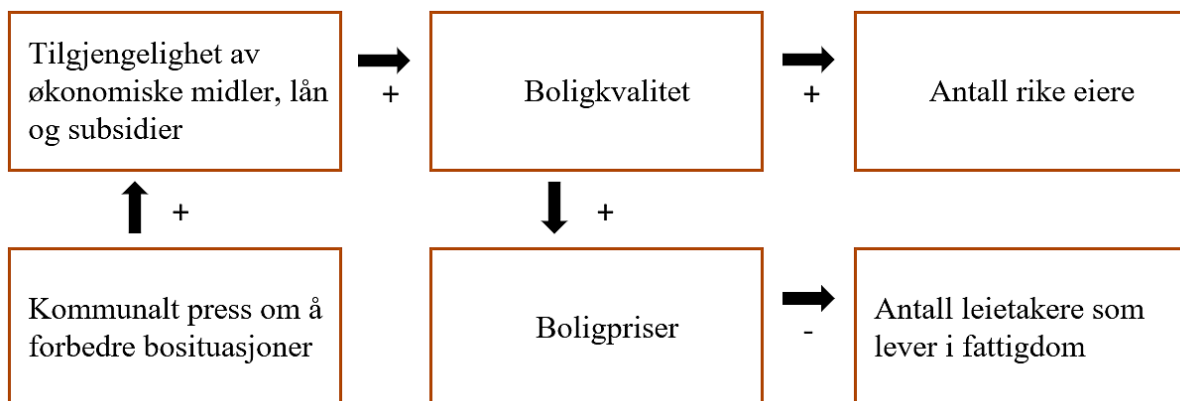 Tilgjengelighet av
økonomiske midler, lån
og subsidier
+
Boligkvalitet
+
Antall rike eiere
+
+
Kommunalt press om å
forbedre bosituasjoner
Boligpriser
-
Antall leietakere som
lever i fattigdom